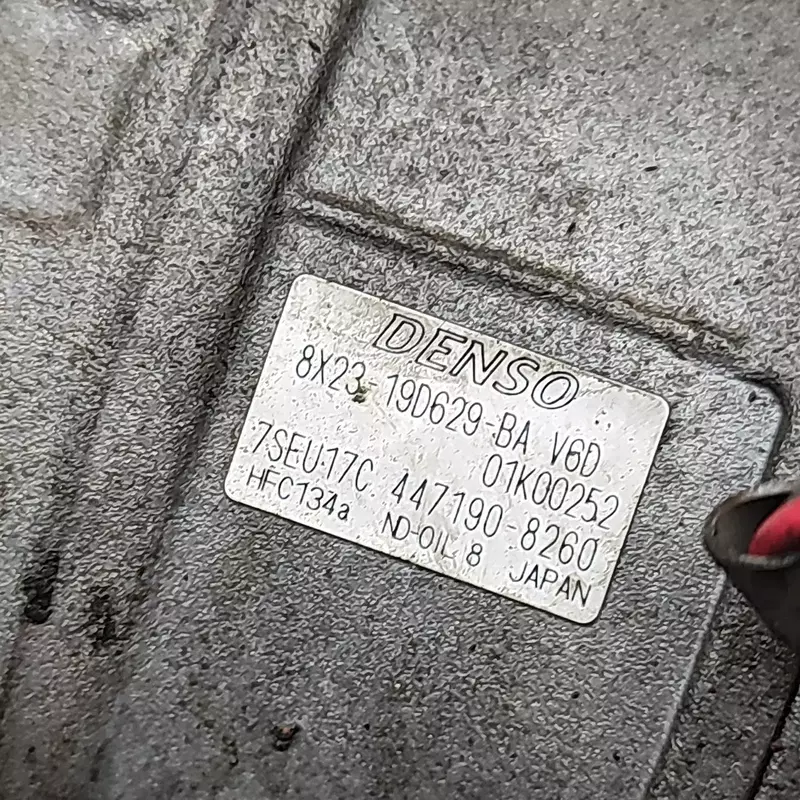 DENSO
8X23-19D629-BA V6D
01K00252
7SEU17C 447190-8260
HFC134a ND-OIL 8 JAPAN